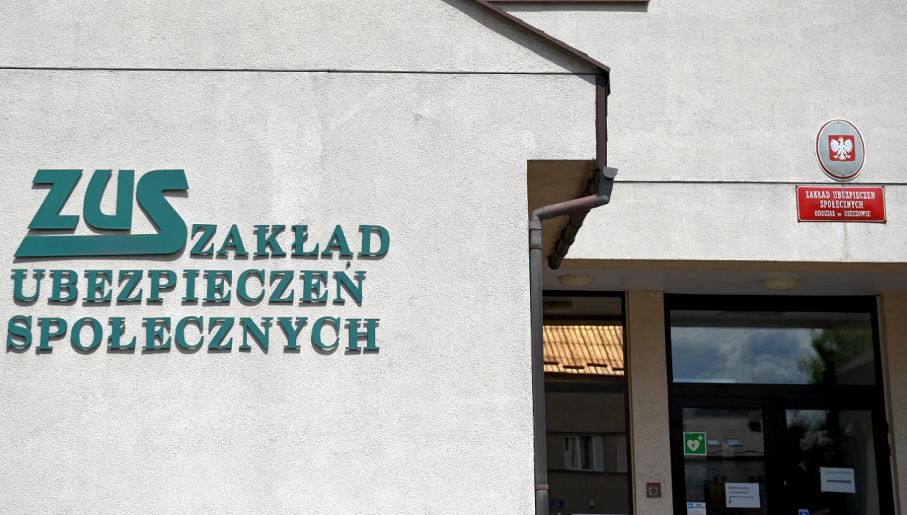 ZUS ZAKŁAD
UBEZPIECZEŃ
SPOŁECZNYCH
ZAKŁAD UBEZPIECZEŃ
SPOŁECZNYCH
ODDZIAŁ w RZESZOWIE